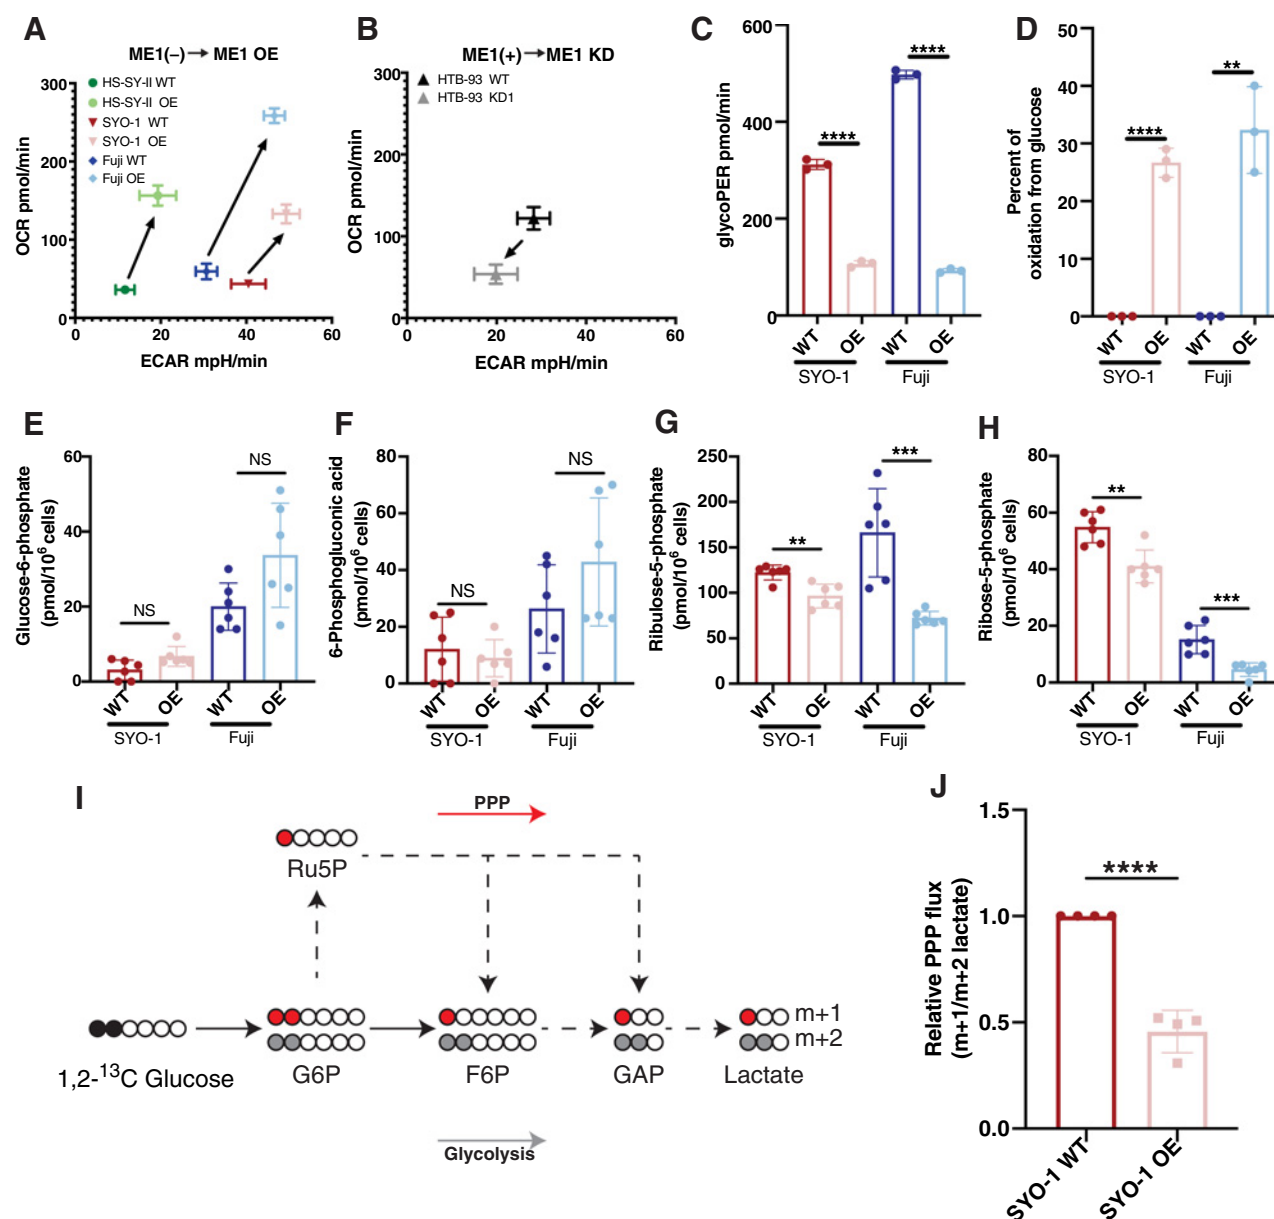 A
ME1(–) → ME1 OE
HS-SY-II WT
HS-SY-II OE
SYO-1 WT
SYO-1 OE
Fuji WT
Fuji OE
OCR pmol/min
300
200
100
0
0 20 40 60
ECAR mpH/min
B
ME1(+) → ME1 KD
HTB-93 WT
HTB-93 KD1
OCR pmol/min
300
200
100
0
0 20 40 60
ECAR mpH/min
C
glycoPER pmol/min
600
400
200
0
****
****
WT OE WT OE
SYO-1 Fuji
D
Percent of
oxidation from glucose
50
40
30
20
10
0
****
**
WT OE WT OE
SYO-1 Fuji
E
Glucose-6-phosphate
(pmol/10⁶ cells)
60
40
20
0
NS
NS
WT OE WT OE
SYO-1 Fuji
F
6-Phosphogluconic acid
(pmol/10⁶ cells)
80
60
40
20
0
NS
NS
WT OE WT OE
SYO-1 Fuji
G
Ribulose-5-phosphate
(pmol/10⁶ cells)
250
200
150
100
50
0
**
***
WT OE WT OE
SYO-1 Fuji
H
Ribose-5-phosphate
(pmol/10⁶ cells)
80
60
40
20
0
**
***
WT OE WT OE
SYO-1 Fuji
I
PPP
Ru5P
m+1
m+2
1,2-¹³C Glucose
G6P
F6P
GAP
Lactate
Glycolysis
J
Relative PPP flux
(m+1/m+2 lactate)
1.5
1.0
0.5
0.0
****
SYO-1 WT
SYO-1 OE